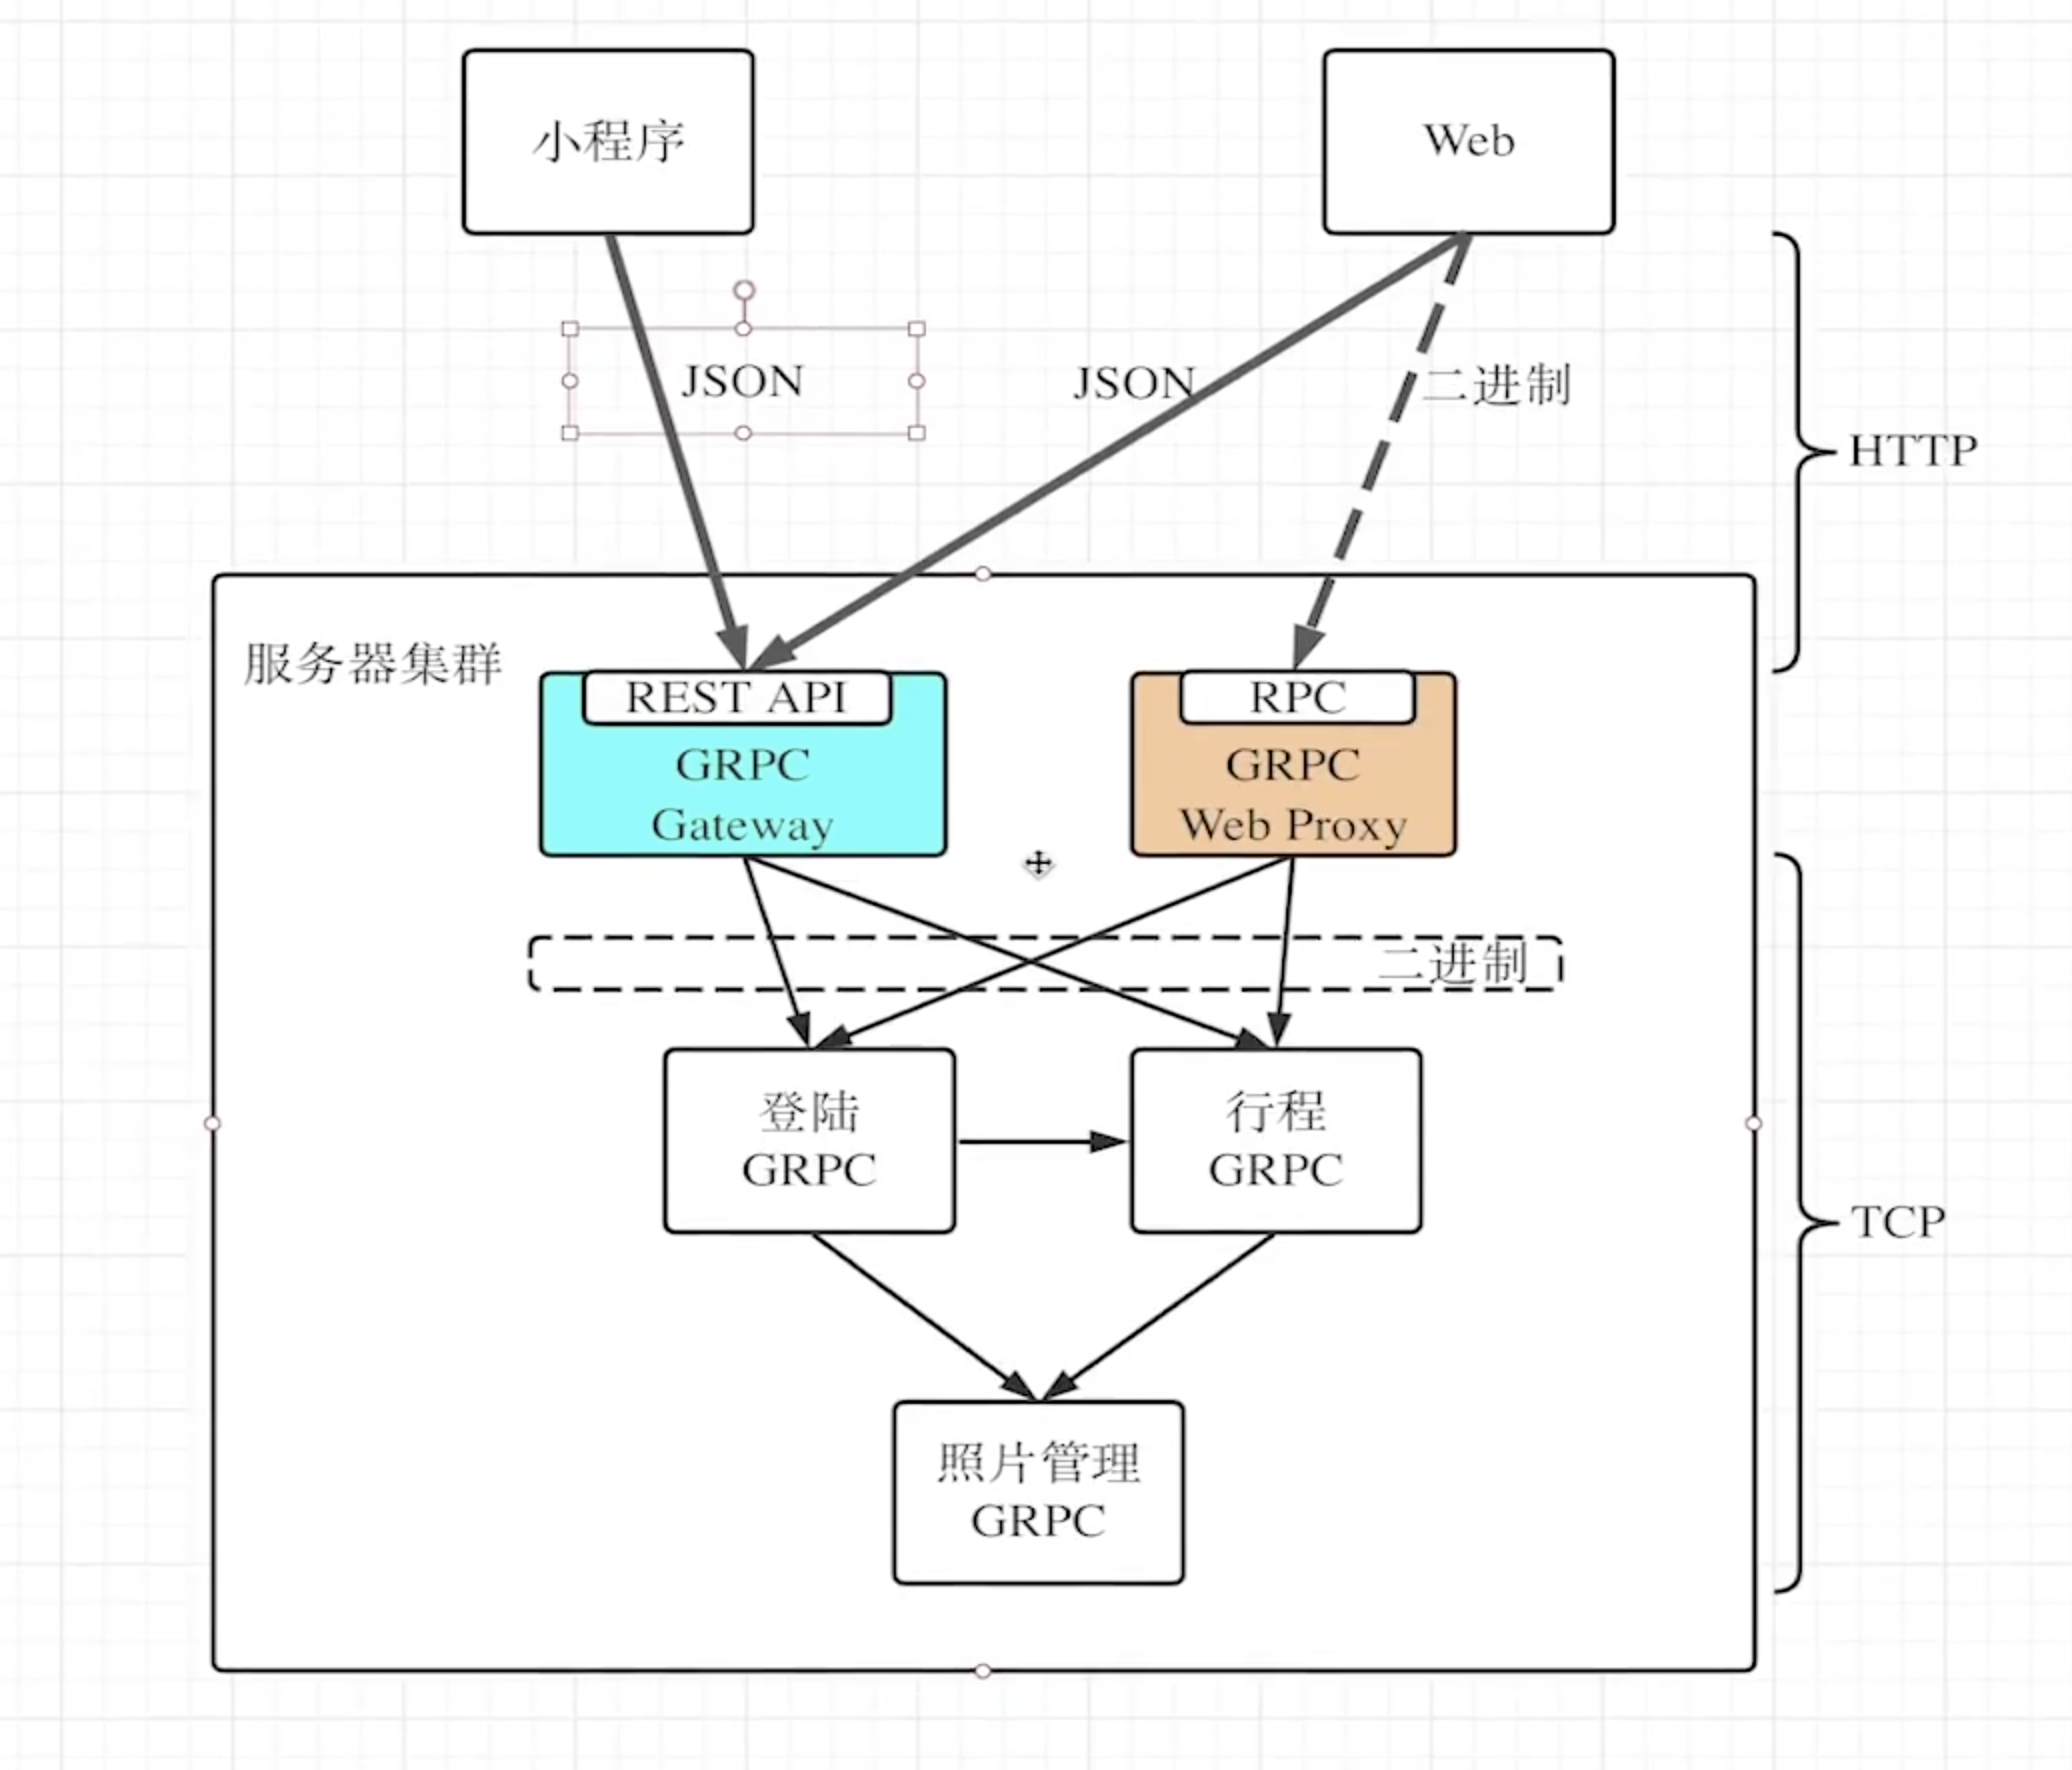 小程序
Web
JSON
JSON
二进制
HTTP
服务器集群
REST API
GRPC
Gateway
RPC
GRPC
Web Proxy
二进制
登陆
GRPC
行程
GRPC
TCP
照片管理
GRPC